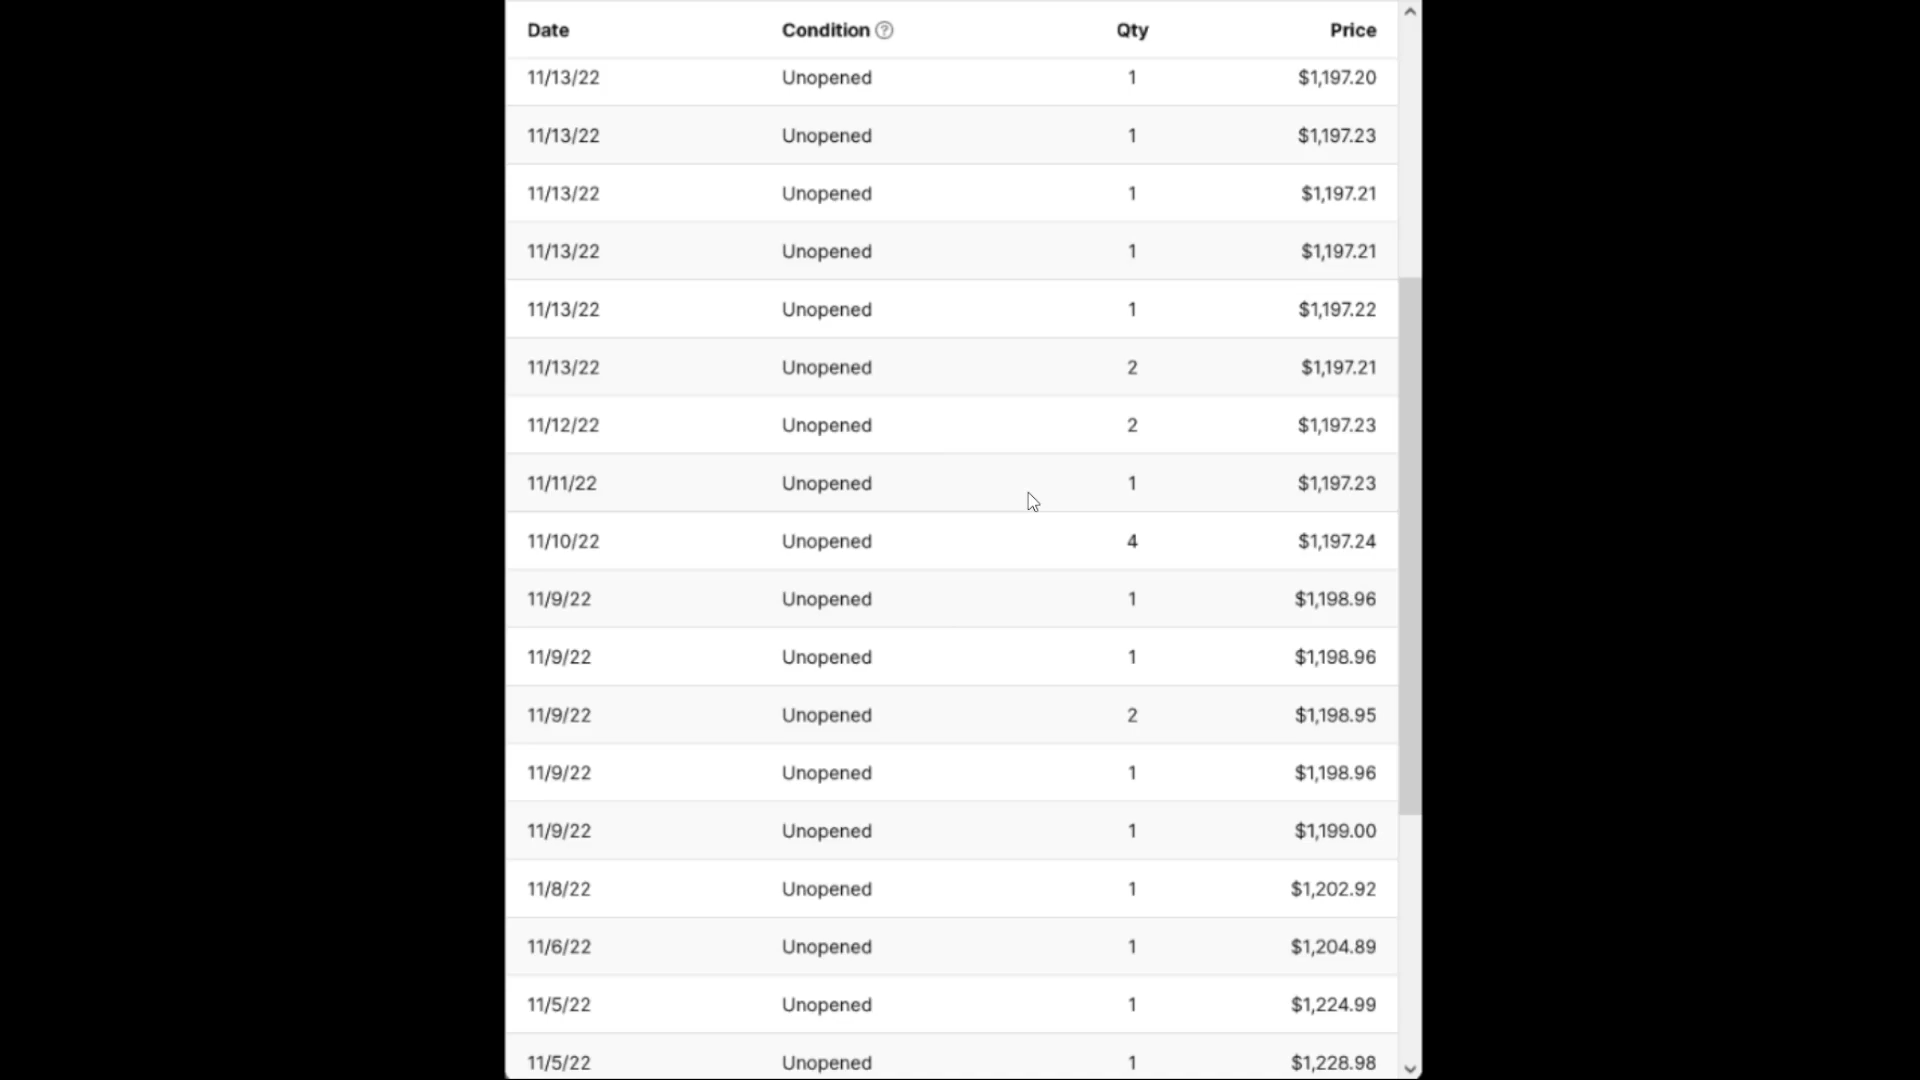 Date Condition ? Qty Price
11/13/22 Unopened 1 $1,197.20
11/13/22 Unopened 1 $1,197.23
11/13/22 Unopened 1 $1,197.21
11/13/22 Unopened 1 $1,197.21
11/13/22 Unopened 1 $1,197.22
11/13/22 Unopened 2 $1,197.21
11/12/22 Unopened 2 $1,197.23
11/11/22 Unopened 1 $1,197.23
11/10/22 Unopened 4 $1,197.24
11/9/22 Unopened 1 $1,198.96
11/9/22 Unopened 1 $1,198.96
11/9/22 Unopened 2 $1,198.95
11/9/22 Unopened 1 $1,198.96
11/9/22 Unopened 1 $1,199.00
11/8/22 Unopened 1 $1,202.92
11/6/22 Unopened 1 $1,204.89
11/5/22 Unopened 1 $1,224.99
11/5/22 Unopened 1 $1,228.98